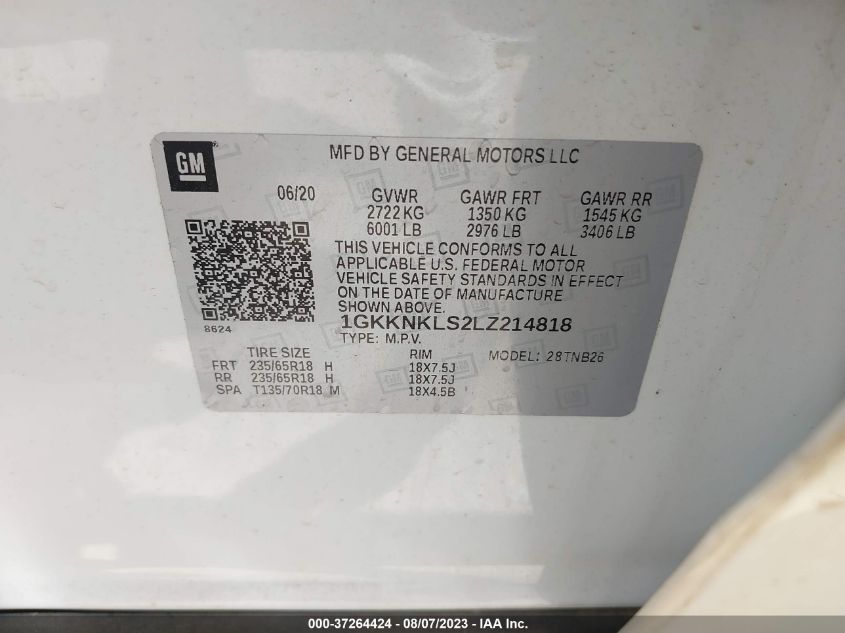 GM
MFD BY GENERAL MOTORS LLC
06/20 GVWR GAWR FRT GAWR RR
2722 KG 1350 KG 1545 KG
6001 LB 2976 LB 3406 LB
THIS VEHICLE CONFORMS TO ALL
APPLICABLE U.S. FEDERAL MOTOR
VEHICLE SAFETY STANDARDS IN EFFECT
ON THE DATE OF MANUFACTURE
SHOWN ABOVE.
8624
1GKKNKLS2LZ214818
TYPE: M.P.V. MODEL: 28TNB26
TIRE SIZE RIM
FRT 235/65R18 H 18X7.5J
RR 235/65R18 H 18X7.5J
SPA T135/70R18 M 18X4.5B
000-37264424 - 08/07/2023 - IAA Inc.